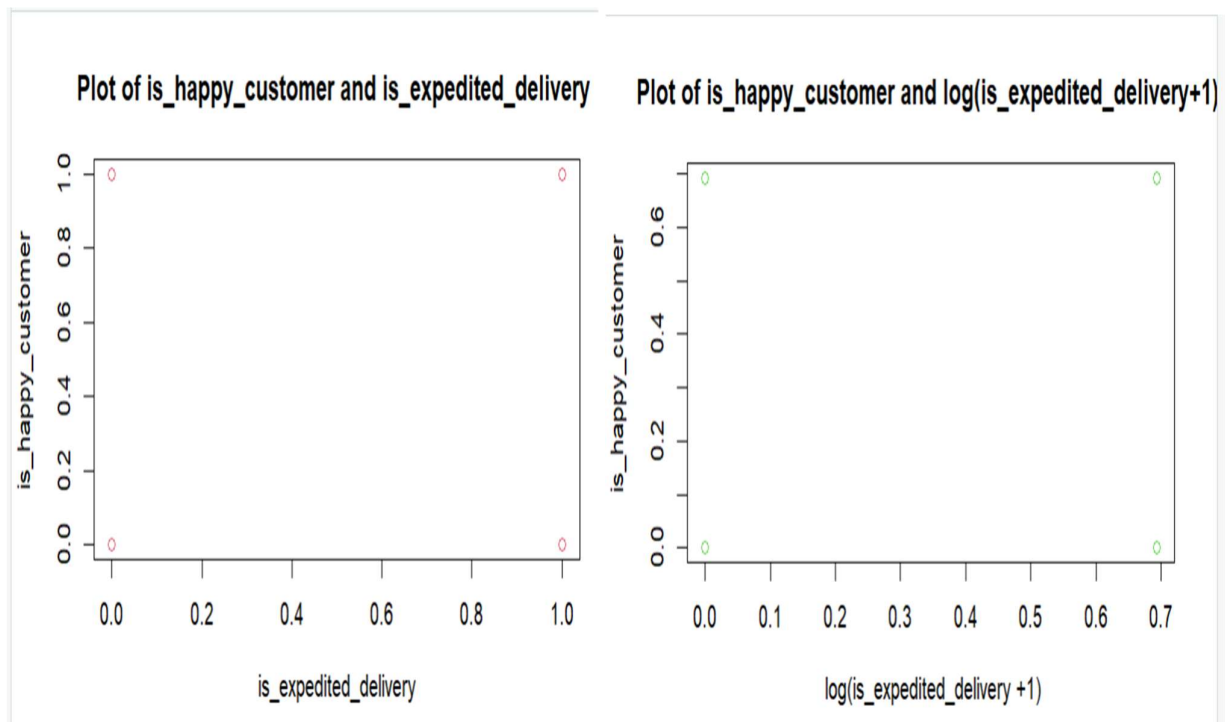 Plot of is_happy_customer and is_expedited_delivery
1.0
0.8
0.6
0.4
0.2
0.0
is_happy_customer
0.0 0.2 0.4 0.6 0.8 1.0
is_expedited_delivery
Plot of is_happy_customer and log(is_expedited_delivery+1)
0.6
0.4
0.2
0.0
is_happy_customer
0.0 0.1 0.2 0.3 0.4 0.5 0.6 0.7
log(is_expedited_delivery +1)